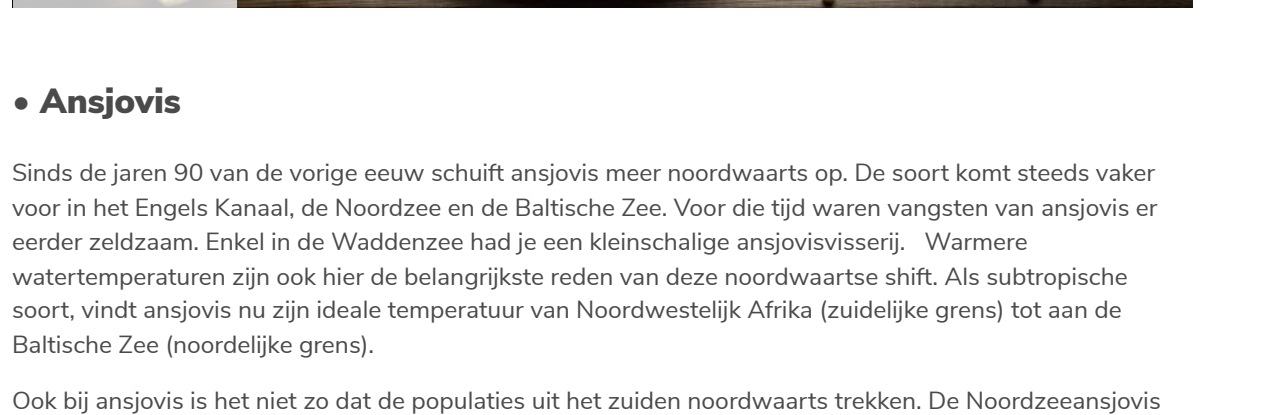 • Ansjovis
Sinds de jaren 90 van de vorige eeuw schuift ansjovis meer noordwaarts op. De soort komt steeds vaker
voor in het Engels Kanaal, de Noordzee en de Baltische Zee. Voor die tijd waren vangsten van ansjovis er
eerder zeldzaam. Enkel in de Waddenzee had je een kleinschalige ansjovisvisserij.   Warmere
watertemperaturen zijn ook hier de belangrijkste reden van deze noordwaartse shift. Als subtropische
soort, vindt ansjovis nu zijn ideale temperatuur van Noordwestelijk Afrika (zuidelijke grens) tot aan de
Baltische Zee (noordelijke grens).
Ook bij ansjovis is het niet zo dat de populaties uit het zuiden noordwaarts trekken. De Noordzeeansjovis